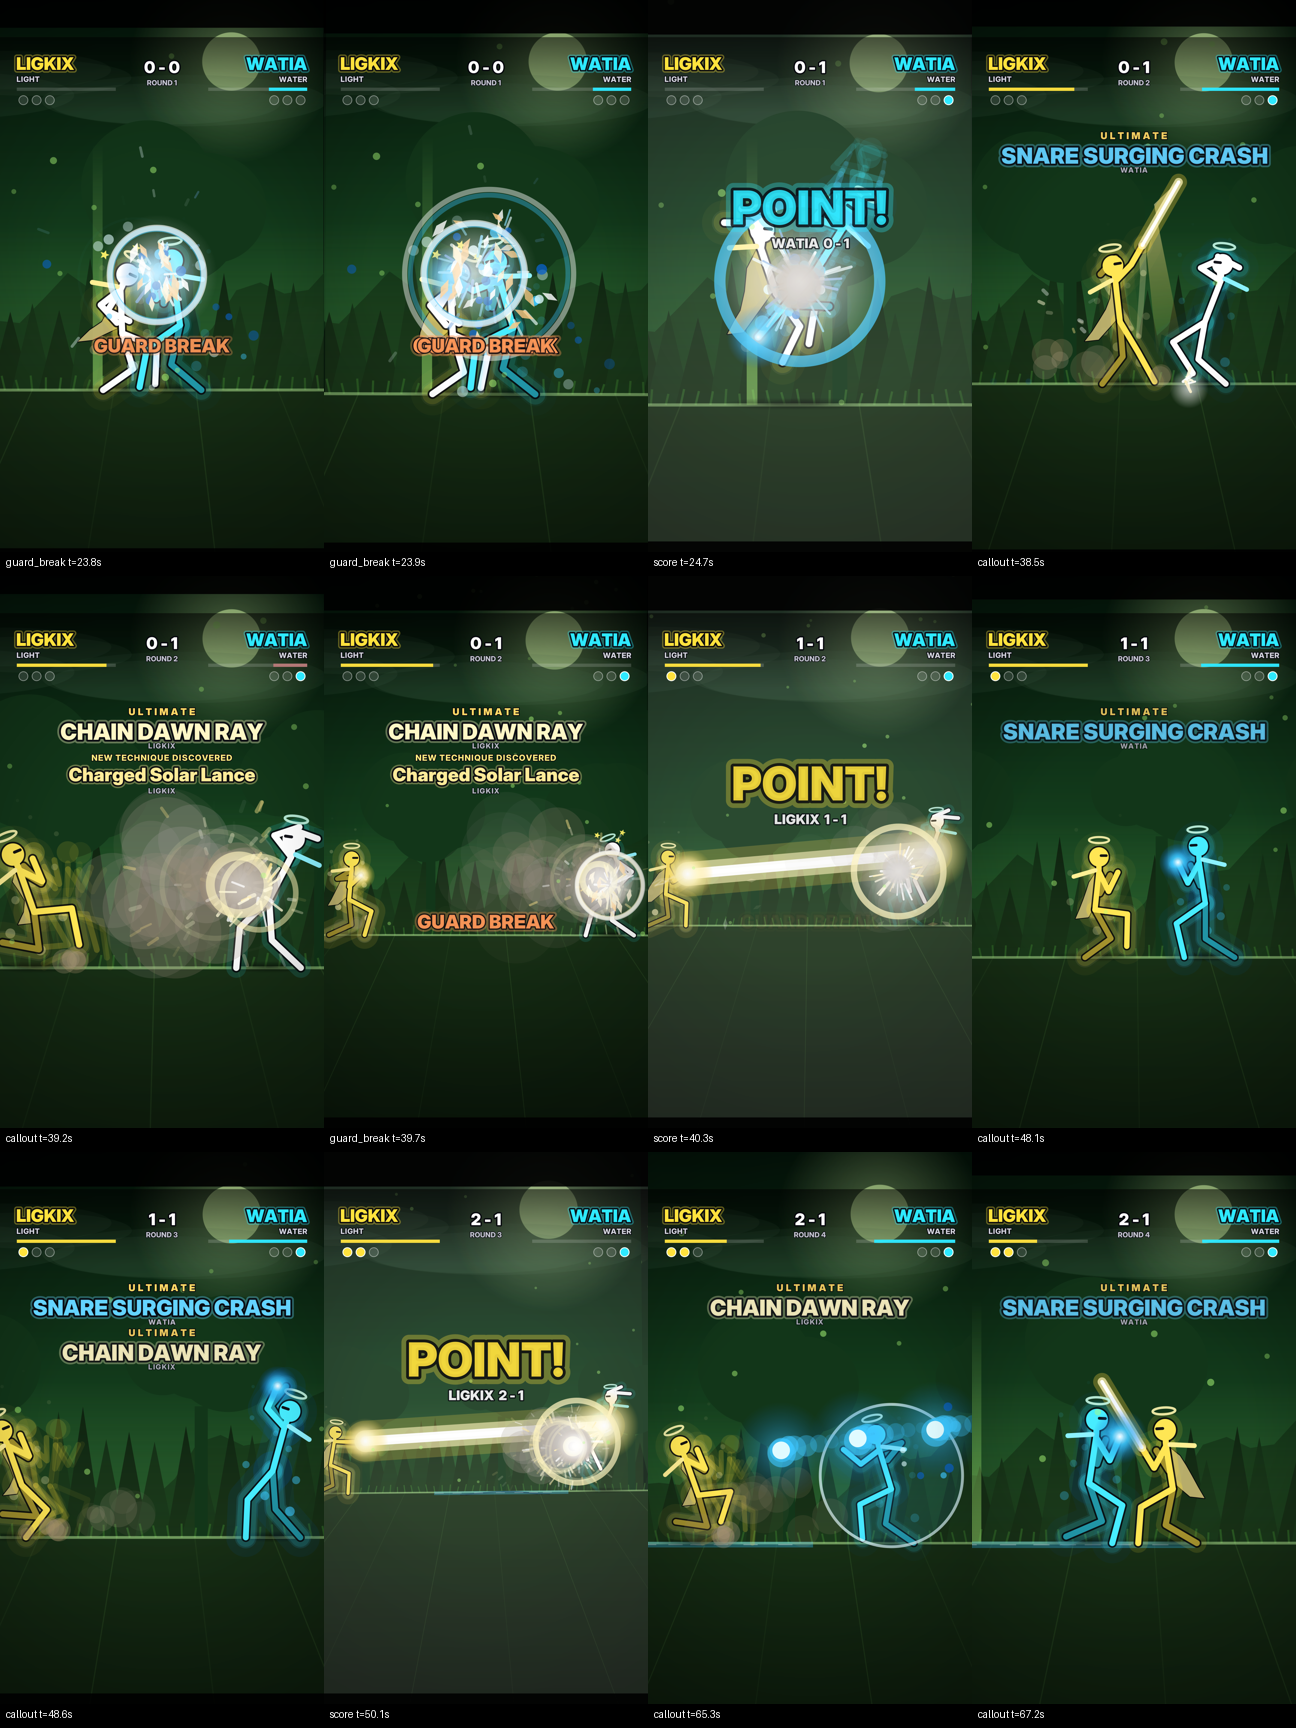 LIGKIX 0-0 WATIA
LIGHT ROUND 1 WATER
GUARD BREAK
guard_break t=23.8s
LIGKIX 0-0 WATIA
LIGHT ROUND 1 WATER
GUARD BREAK
guard_break t=23.9s
LIGKIX 0-1 WATIA
LIGHT ROUND 1 WATER
POINT!
WATIA 0-1
score t=24.7s
LIGKIX 0-1 WATIA
LIGHT ROUND 2 WATER
ULTIMATE
SNARE SURGING CRASH
WATIA
callout t=38.5s
LIGKIX 0-1 WATIA
LIGHT ROUND 2 WATER
ULTIMATE
CHAIN DAWN RAY
LIGKIX
NEW TECHNIQUE DISCOVERED
Charged Solar Lance
LIGKIX
callout t=39.2s
LIGKIX 0-1 WATIA
LIGHT ROUND 2 WATER
ULTIMATE
CHAIN DAWN RAY
LIGKIX
NEW TECHNIQUE DISCOVERED
Charged Solar Lance
LIGKIX
GUARD BREAK
guard_break t=39.7s
LIGKIX 1-1 WATIA
LIGHT ROUND 2 WATER
POINT!
LIGKIX 1-1
score t=40.3s
LIGKIX 1-1 WATIA
LIGHT ROUND 3 WATER
ULTIMATE
SNARE SURGING CRASH
WATIA
callout t=48.1s
LIGKIX 1-1 WATIA
LIGHT ROUND 3 WATER
ULTIMATE
SNARE SURGING CRASH
WATIA
ULTIMATE
CHAIN DAWN RAY
LIGKIX
callout t=48.6s
LIGKIX 2-1 WATIA
LIGHT ROUND 3 WATER
POINT!
LIGKIX 2-1
score t=50.1s
LIGKIX 2-1 WATIA
LIGHT ROUND 4 WATER
ULTIMATE
CHAIN DAWN RAY
LIGKIX
callout t=65.3s
LIGKIX 2-1 WATIA
LIGHT ROUND 4 WATER
ULTIMATE
SNARE SURGING CRASH
WATIA
callout t=67.2s